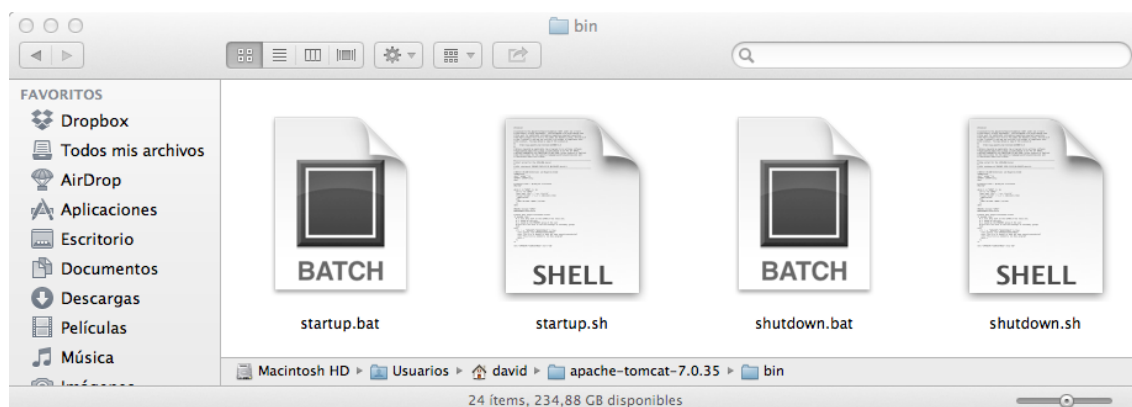 bin
FAVORITOS
Dropbox
Todos mis archivos
AirDrop
Aplicaciones
Escritorio
Documentos
Descargas
Películas
Música
Imágenes
BATCH
SHELL
BATCH
SHELL
startup.bat
startup.sh
shutdown.bat
shutdown.sh
Macintosh HD ▸ Usuarios ▸ david ▸ apache-tomcat-7.0.35 ▸ bin
24 ítems, 234,88 GB disponibles